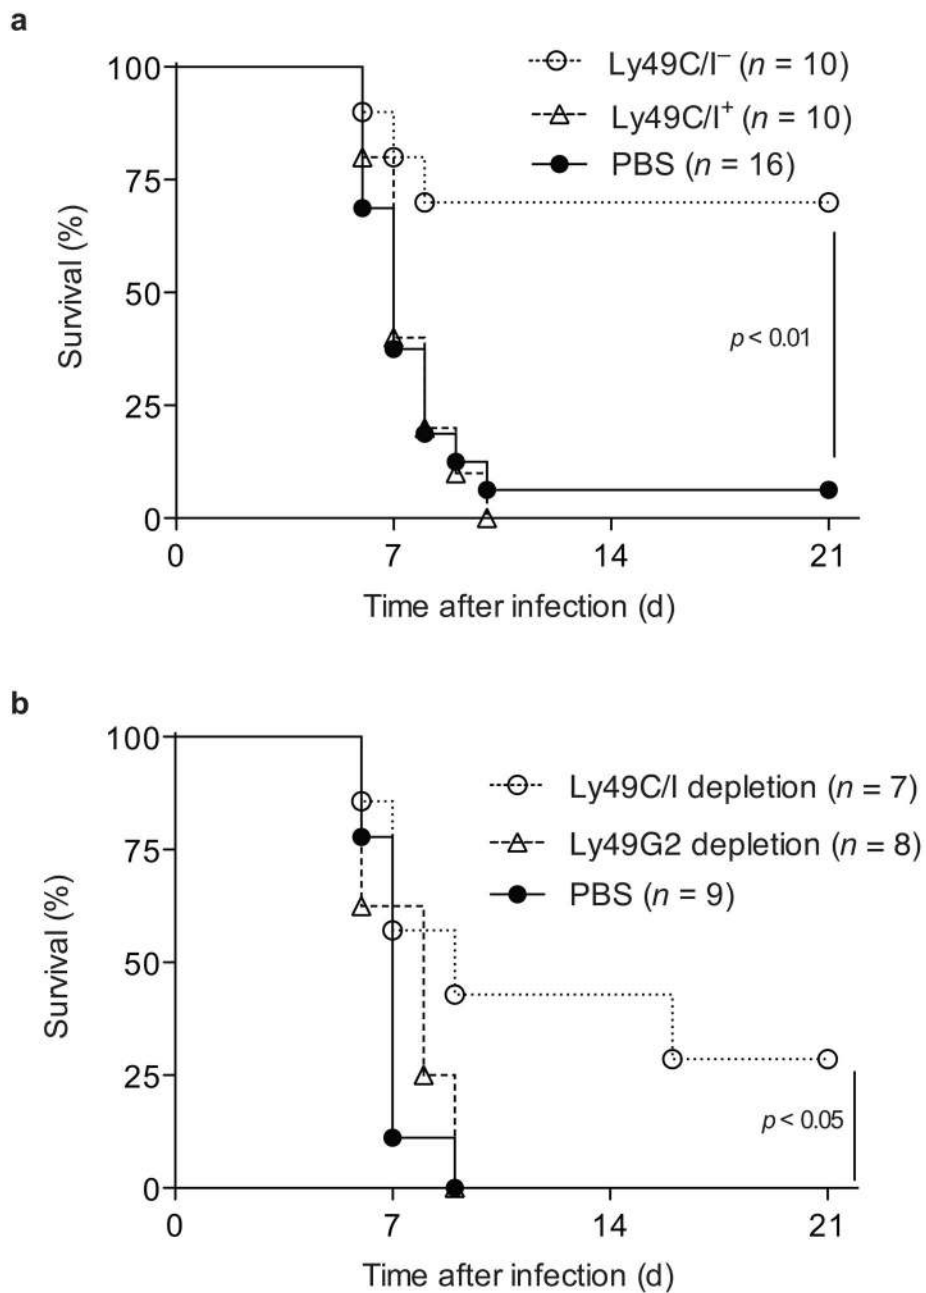 a
Ly49C/I⁻ (n = 10)
Ly49C/I⁺ (n = 10)
PBS (n = 16)
100
75
50
25
0
Survival (%)
p < 0.01
0 7 14 21
Time after infection (d)
b
Ly49C/I depletion (n = 7)
Ly49G2 depletion (n = 8)
PBS (n = 9)
100
75
50
25
0
Survival (%)
p < 0.05
0 7 14 21
Time after infection (d)